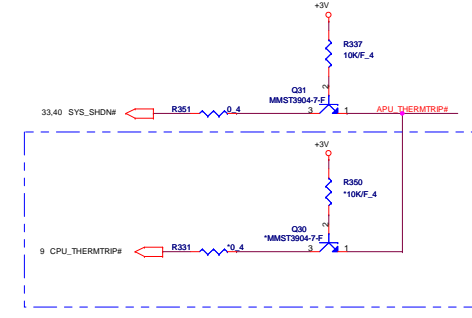 +3V
R337
10K/F_4
2
Q31
MMST3904-7-F
33,40 SYS_SHDN# R351 0_4 3 1 APU_THERMTRIP#
+3V
R350
*10K/F_4
2
Q30
*MMST3904-7-F
9 CPU_THERMTRIP# R331 *0_4 3 1